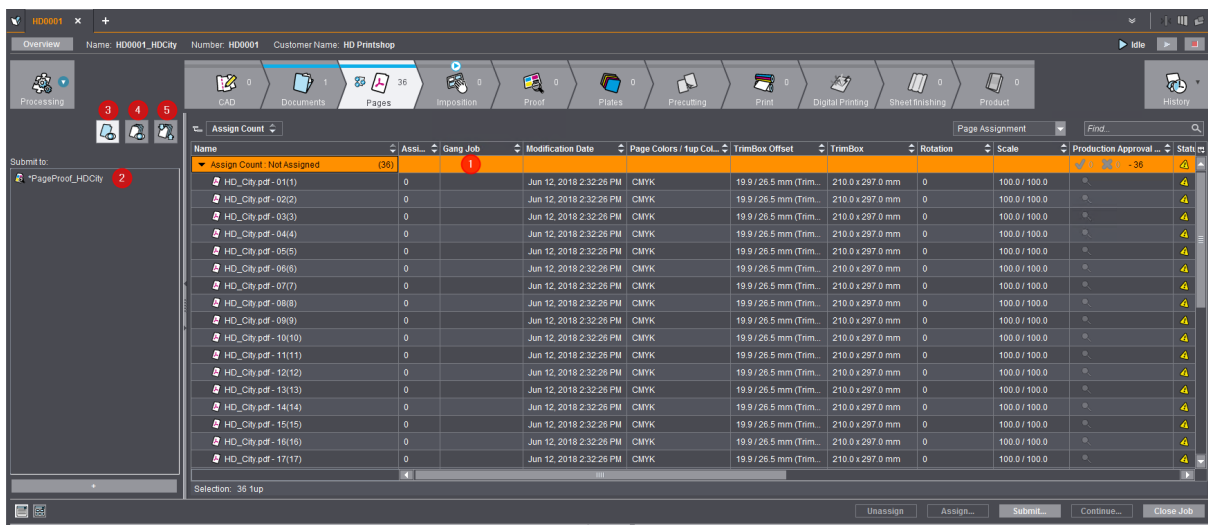 HD0001 × +
Overview Name: HD0001_HDCity Number: HD0001 Customer Name: HD Printshop Idle
Processing
0 CAD
1 Documents
36 Pages
0 Imposition
0 Proof
0 Plates
Precutting
0 Print
Digital Printing
0 Sheet finishing
0 Product
History
3 4 5
Assign Count Page Assignment Find...
Submit to:
*PageProof_HDCity 2
Name Assi... Gang Job Modification Date Page Colors / 1up Col... TrimBox Offset TrimBox Rotation Scale Production Approval ... Statu
Assign Count : Not Assigned (36) 1 0 0 - 36
HD_City.pdf - 01(1) 0 Jun 12, 2018 2:32:26 PM CMYK 19.9 / 26.5 mm (Trim... 210.0 x 297.0 mm 0 100.0 / 100.0
HD_City.pdf - 02(2) 0 Jun 12, 2018 2:32:26 PM CMYK 19.9 / 26.5 mm (Trim... 210.0 x 297.0 mm 0 100.0 / 100.0
HD_City.pdf - 03(3) 0 Jun 12, 2018 2:32:26 PM CMYK 19.9 / 26.5 mm (Trim... 210.0 x 297.0 mm 0 100.0 / 100.0
HD_City.pdf - 04(4) 0 Jun 12, 2018 2:32:26 PM CMYK 19.9 / 26.5 mm (Trim... 210.0 x 297.0 mm 0 100.0 / 100.0
HD_City.pdf - 05(5) 0 Jun 12, 2018 2:32:26 PM CMYK 19.9 / 26.5 mm (Trim... 210.0 x 297.0 mm 0 100.0 / 100.0
HD_City.pdf - 06(6) 0 Jun 12, 2018 2:32:26 PM CMYK 19.9 / 26.5 mm (Trim... 210.0 x 297.0 mm 0 100.0 / 100.0
HD_City.pdf - 07(7) 0 Jun 12, 2018 2:32:26 PM CMYK 19.9 / 26.5 mm (Trim... 210.0 x 297.0 mm 0 100.0 / 100.0
HD_City.pdf - 08(8) 0 Jun 12, 2018 2:32:26 PM CMYK 19.9 / 26.5 mm (Trim... 210.0 x 297.0 mm 0 100.0 / 100.0
HD_City.pdf - 09(9) 0 Jun 12, 2018 2:32:26 PM CMYK 19.9 / 26.5 mm (Trim... 210.0 x 297.0 mm 0 100.0 / 100.0
HD_City.pdf - 10(10) 0 Jun 12, 2018 2:32:26 PM CMYK 19.9 / 26.5 mm (Trim... 210.0 x 297.0 mm 0 100.0 / 100.0
HD_City.pdf - 11(11) 0 Jun 12, 2018 2:32:26 PM CMYK 19.9 / 26.5 mm (Trim... 210.0 x 297.0 mm 0 100.0 / 100.0
HD_City.pdf - 12(12) 0 Jun 12, 2018 2:32:26 PM CMYK 19.9 / 26.5 mm (Trim... 210.0 x 297.0 mm 0 100.0 / 100.0
HD_City.pdf - 13(13) 0 Jun 12, 2018 2:32:26 PM CMYK 19.9 / 26.5 mm (Trim... 210.0 x 297.0 mm 0 100.0 / 100.0
HD_City.pdf - 14(14) 0 Jun 12, 2018 2:32:26 PM CMYK 19.9 / 26.5 mm (Trim... 210.0 x 297.0 mm 0 100.0 / 100.0
HD_City.pdf - 15(15) 0 Jun 12, 2018 2:32:26 PM CMYK 19.9 / 26.5 mm (Trim... 210.0 x 297.0 mm 0 100.0 / 100.0
HD_City.pdf - 16(16) 0 Jun 12, 2018 2:32:26 PM CMYK 19.9 / 26.5 mm (Trim... 210.0 x 297.0 mm 0 100.0 / 100.0
HD_City.pdf - 17(17) 0 Jun 12, 2018 2:32:26 PM CMYK 19.9 / 26.5 mm (Trim... 210.0 x 297.0 mm 0 100.0 / 100.0
+
Selection: 36 1up
Unassign Assign... Submit... Continue... Close Job